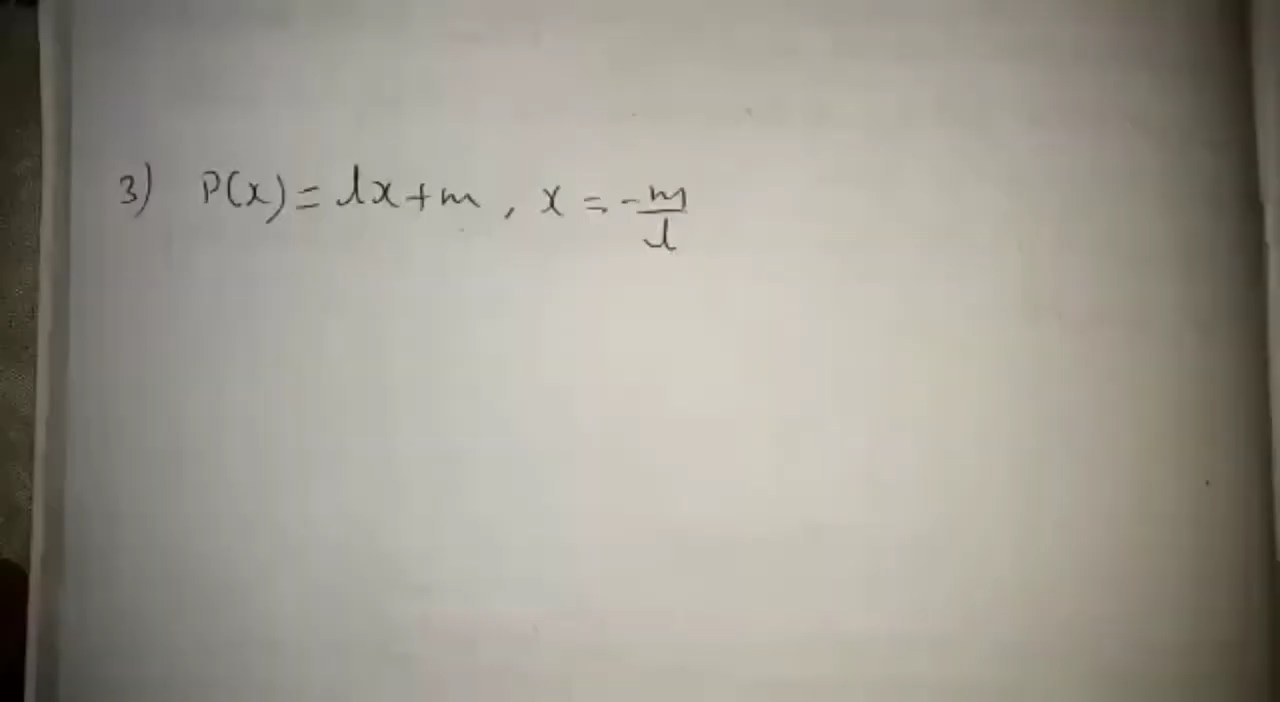 3) P(x) = lx + m, x = -m/l